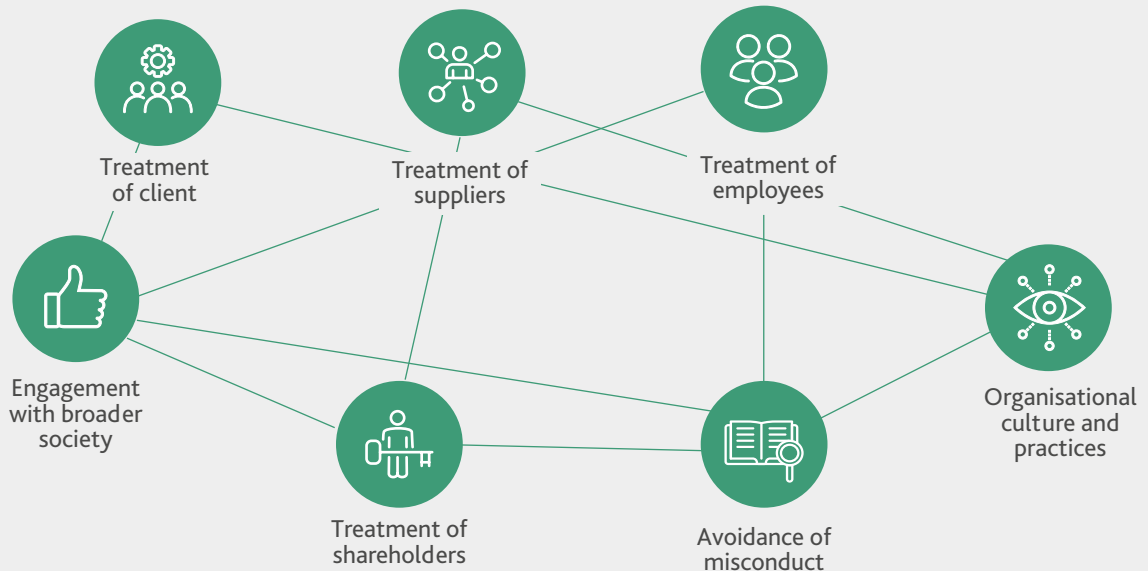 Treatment
of client
Treatment of
suppliers
Treatment of
employees
Engagement
with broader
society
Organisational
culture and
practices
Treatment of
shareholders
Avoidance of
misconduct